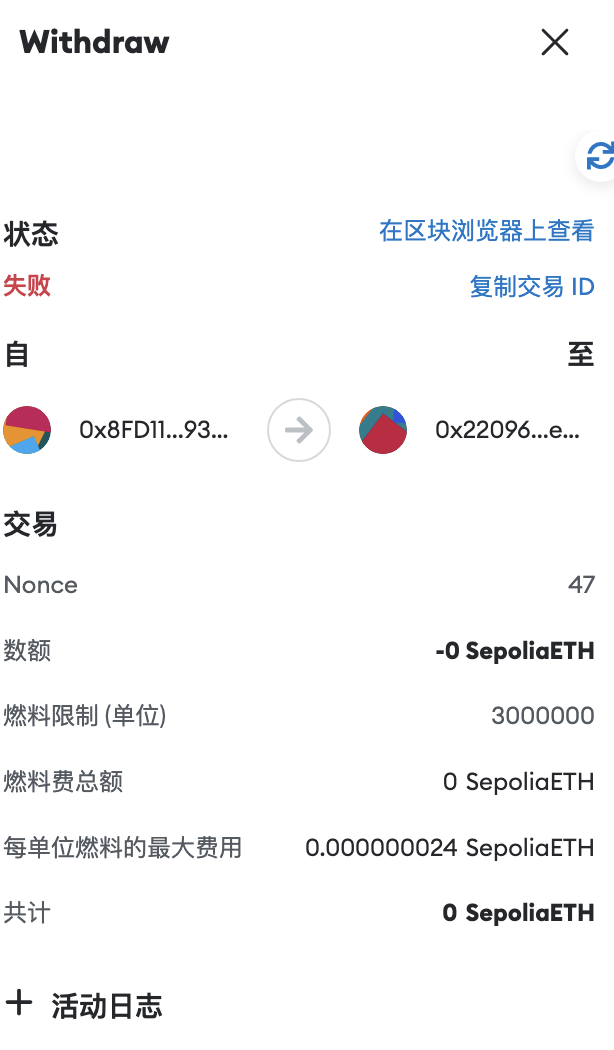 Withdraw
状态 在区块浏览器上查看
失败 复制交易 ID
自 至
0x8FD11...93... 0x22096...e...
交易
Nonce 47
数额 -0 SepoliaETH
燃料限制 (单位) 3000000
燃料费总额 0 SepoliaETH
每单位燃料的最大费用 0.000000024 SepoliaETH
共计 0 SepoliaETH
+ 活动日志